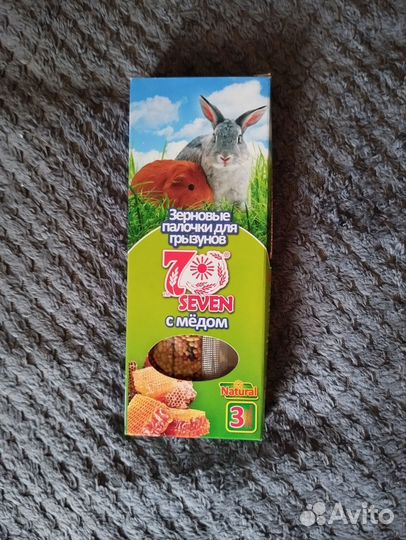 Зерновые
палочки для
грызунов
7
SEVEN
с мёдом
Natural
3
Avito